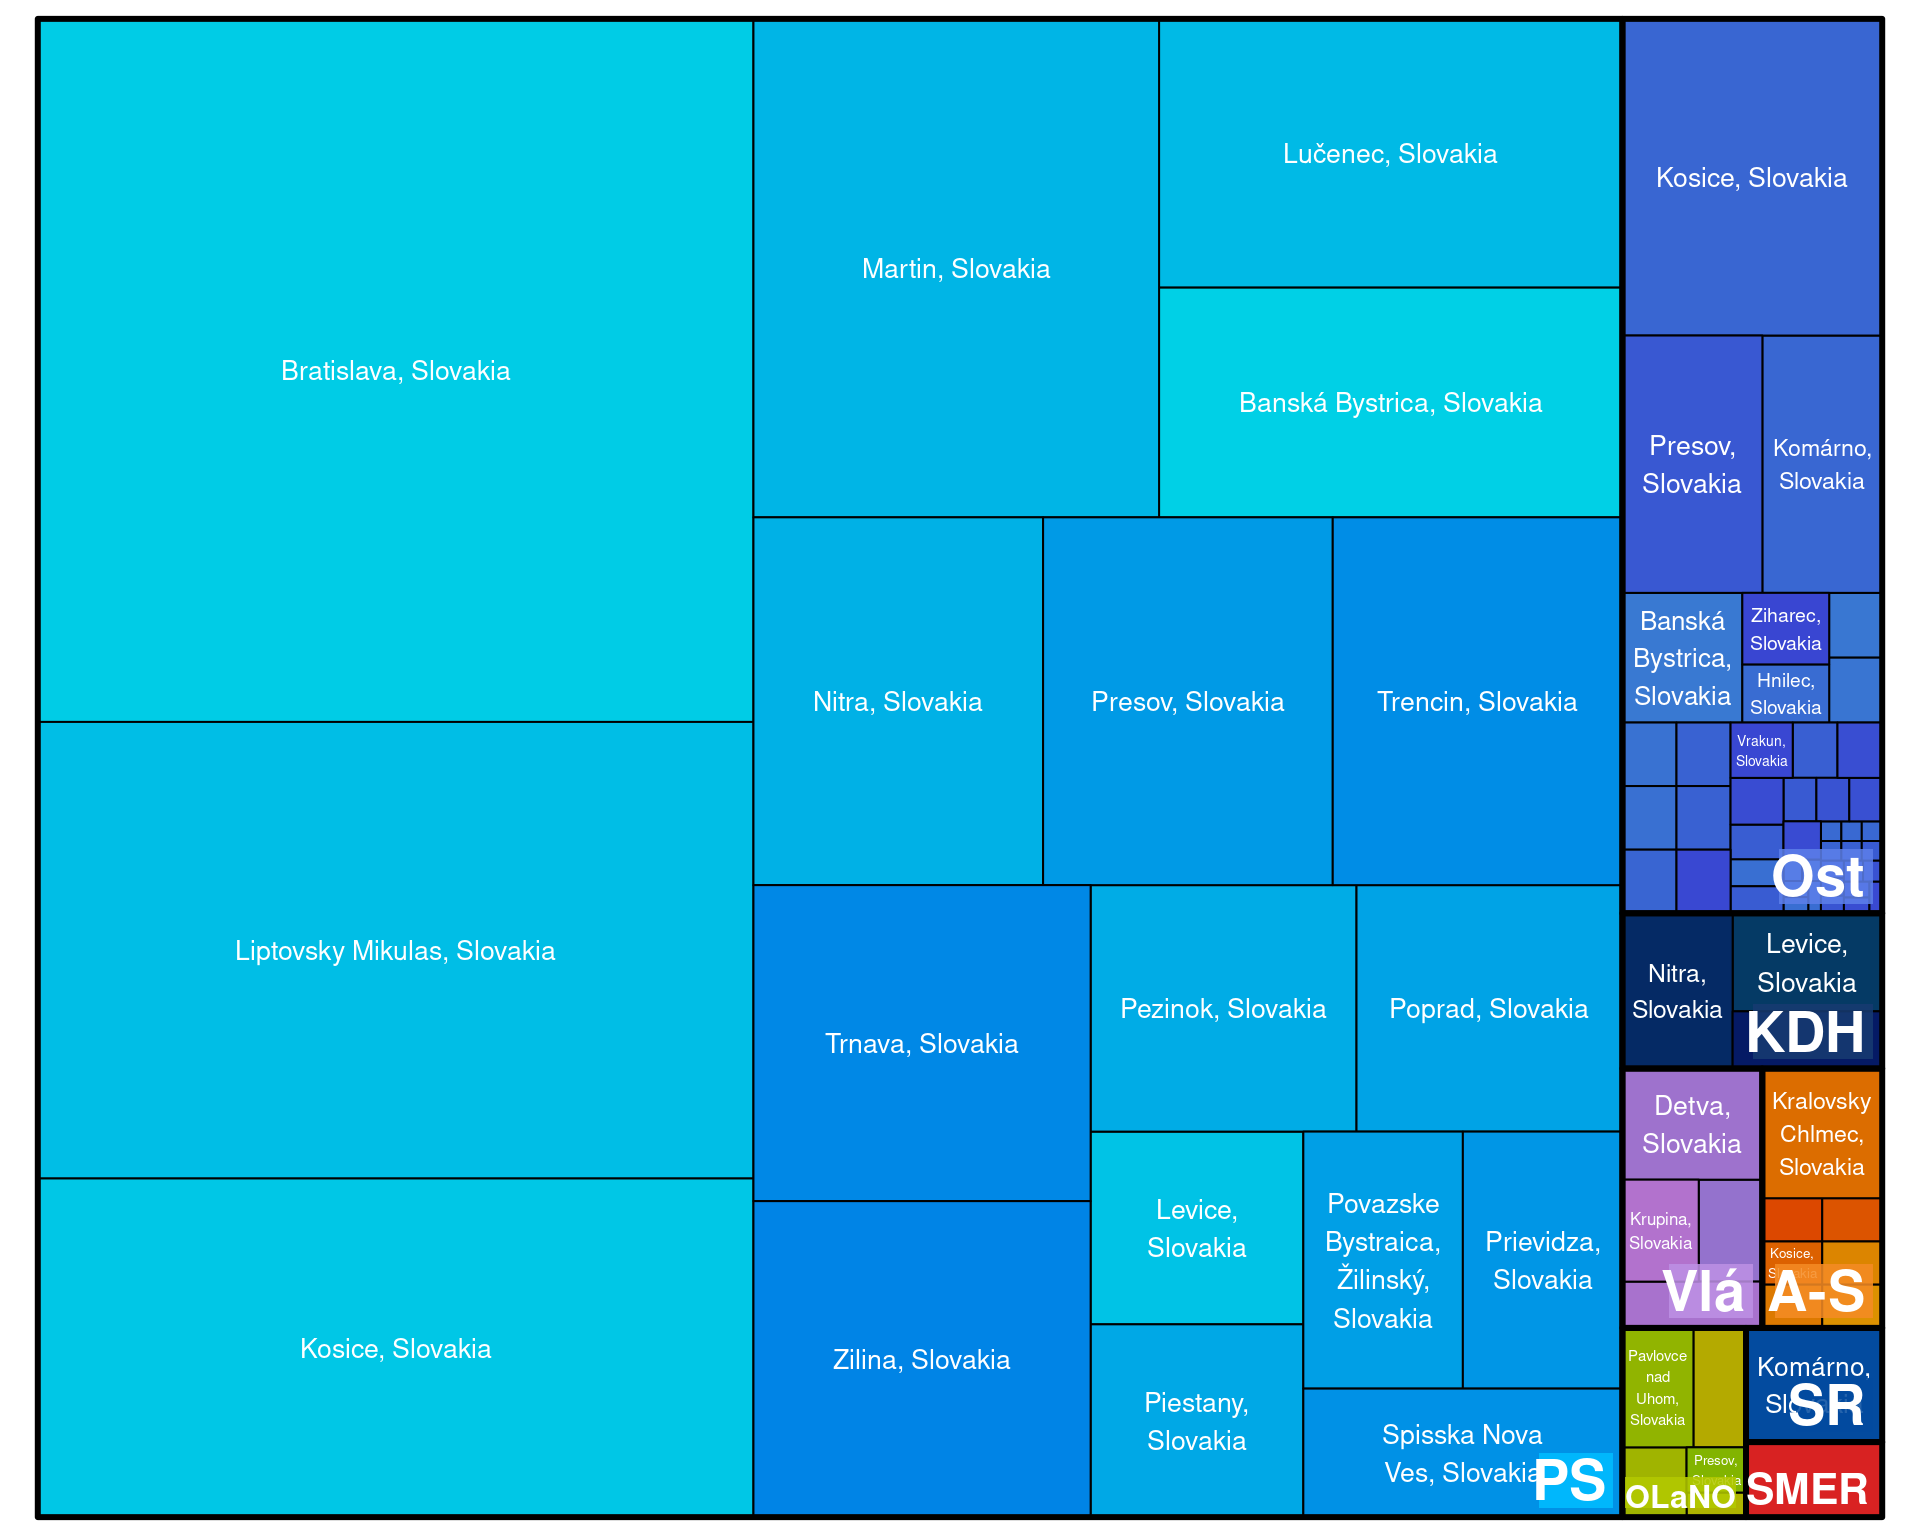 Bratislava, Slovakia
Liptovsky Mikulas, Slovakia
Kosice, Slovakia
Martin, Slovakia
Lučenec, Slovakia
Banská Bystrica, Slovakia
Nitra, Slovakia
Presov, Slovakia
Trencin, Slovakia
Trnava, Slovakia
Zilina, Slovakia
Pezinok, Slovakia
Poprad, Slovakia
Levice,
Slovakia
Piestany,
Slovakia
Povazske
Bystraica,
Žilinský,
Slovakia
Prievidza,
Slovakia
Spisska Nova
Ves, Slovakia
PS
Kosice, Slovakia
Presov,
Slovakia
Komárno,
Slovakia
Banská
Bystrica,
Slovakia
Ziharec,
Slovakia
Hnilec,
Slovakia
Vrakun,
Slovakia
Ost
Nitra,
Slovakia
Levice,
Slovakia
KDH
Detva,
Slovakia
Krupina,
Slovakia
Vlá
Kralovsky
Chlmec,
Slovakia
Kosice,
A-S
Pavlovce
nad
Uhom,
Slovakia
Presov,
OLaNO
Komárno,
SR
SMER